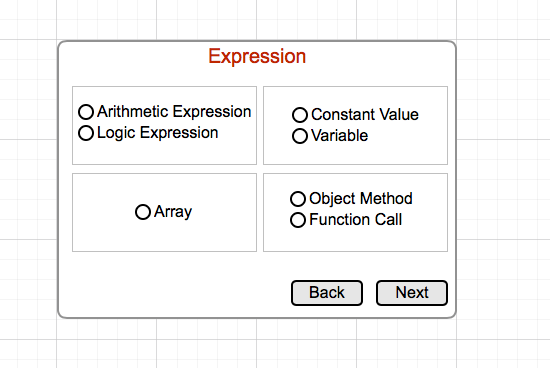 Expression
Arithmetic Expression
Logic Expression
Constant Value
Variable
Array
Object Method
Function Call
Back
Next